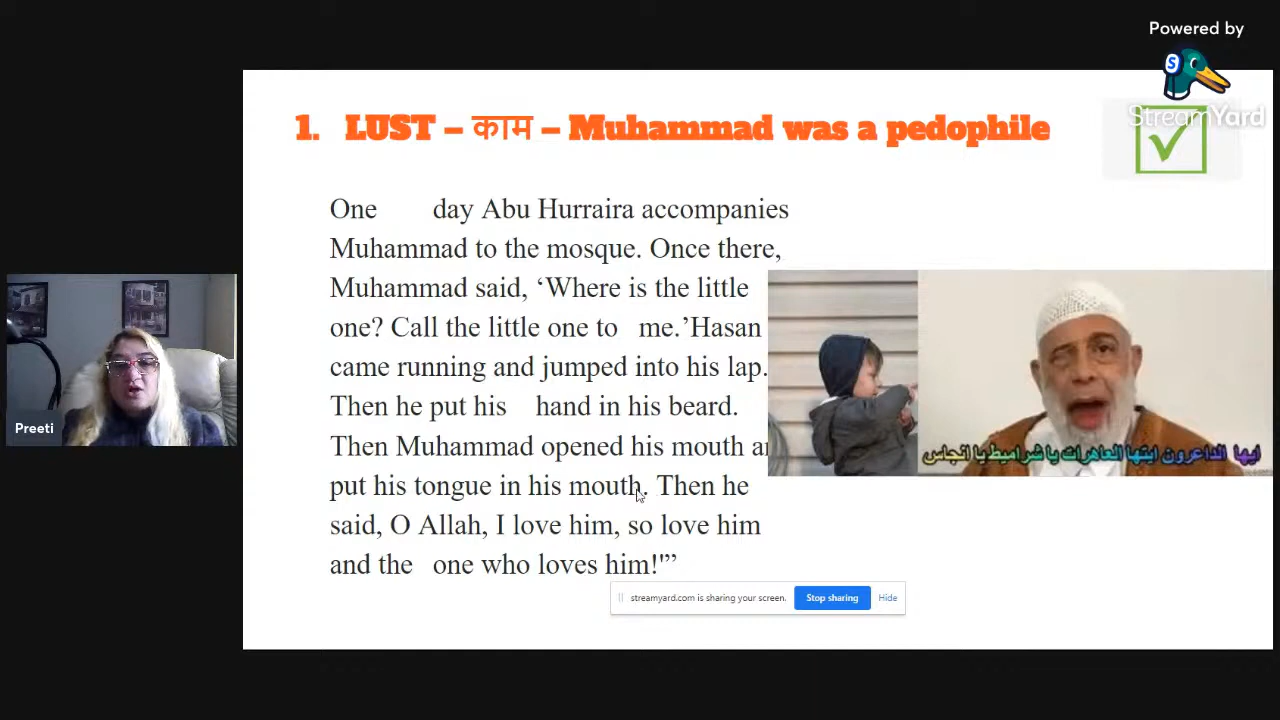 Powered by
StreamYard
1. LUST – काम – Muhammad was a pedophile
One day Abu Hurraira accompanies
Muhammad to the mosque. Once there,
Muhammad said, ‘Where is the little
one? Call the little one to me.’Hasan
came running and jumped into his lap.
Then he put his hand in his beard.
Then Muhammad opened his mouth
put his tongue in his mouth. Then he
said, O Allah, I love him, so love him
and the one who loves him!'”
ايها الداعرون ايتها العاهرات يا شراميط يا انجاس
Preeti
streamyard.com is sharing your screen.
Stop sharing
Hide